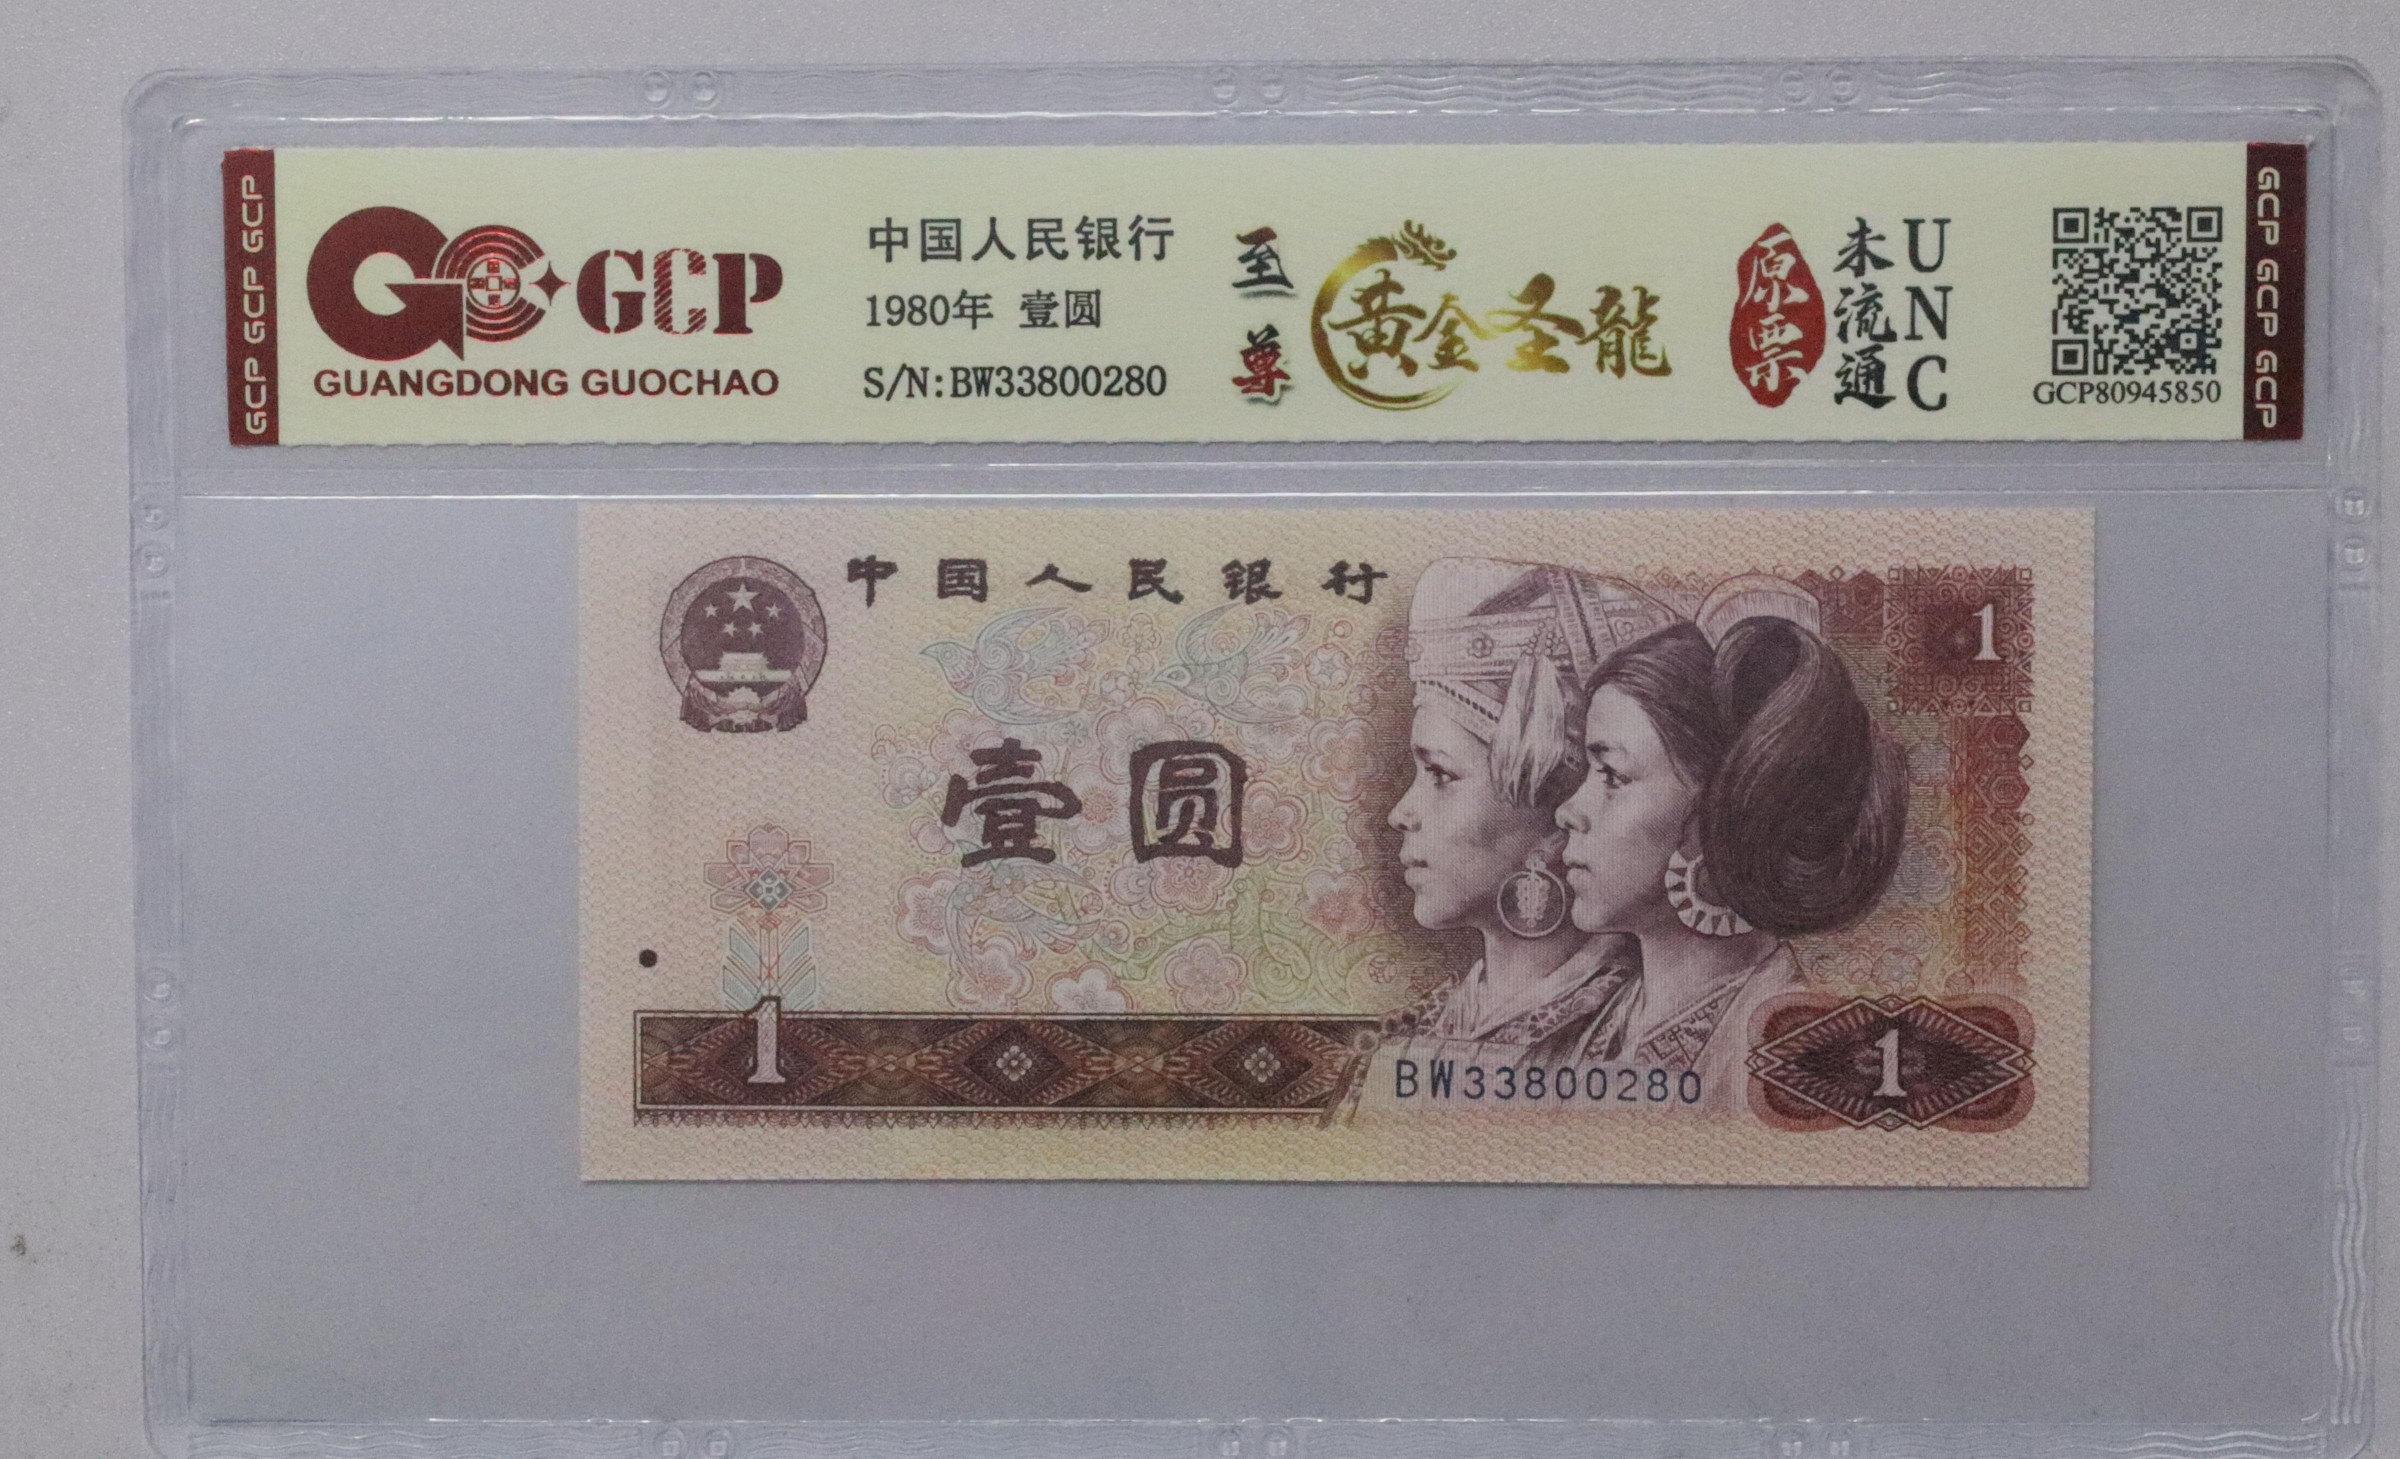 GCP GCP GCP
GCP
GUANGDONG GUOCHAO
中国人民银行
1980年 壹圆
S/N:BW33800280
至尊
黄金圣龍
原票
未流通
UNC
GCP80945850
GCP GCP GCP
中国人民银行
1
壹圆
1
BW33800280
1